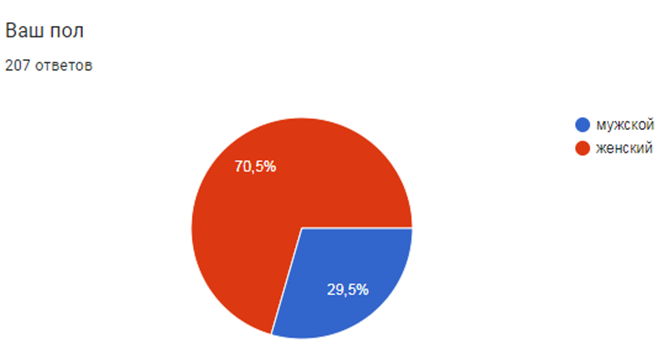 Ваш пол
207 ответов
мужской
женский
70,5%
29,5%